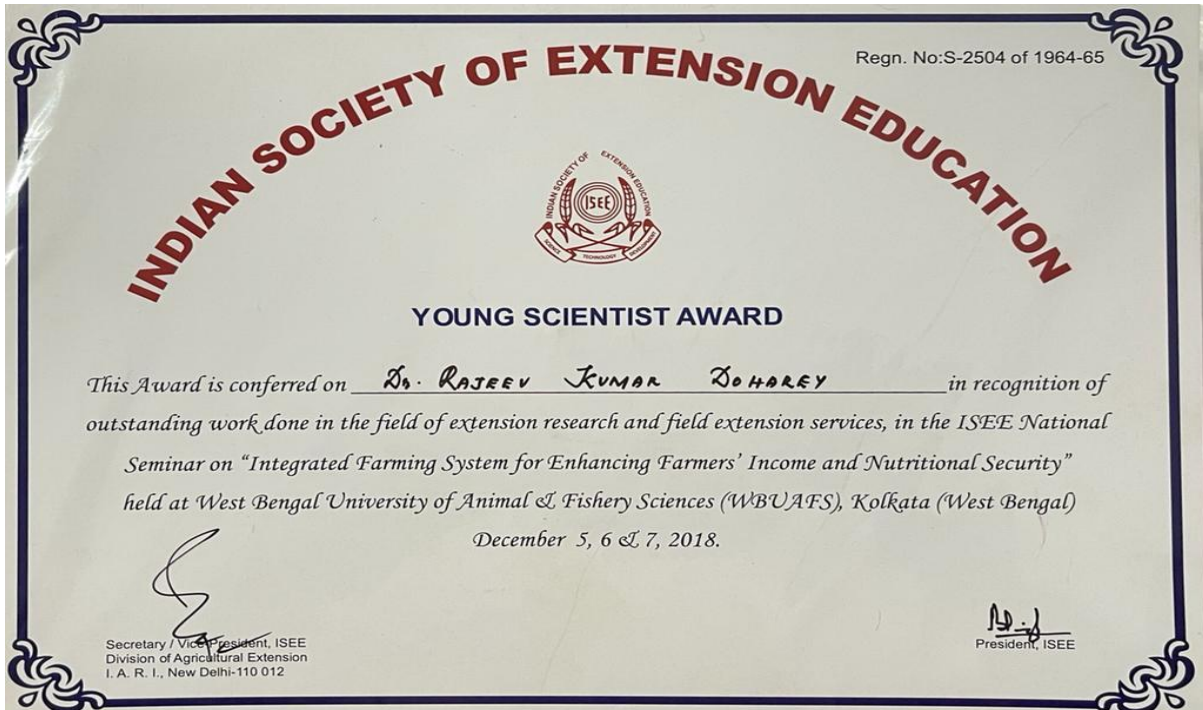 Regn. No:S-2504 of 1964-65
INDIAN SOCIETY OF EXTENSION EDUCATION
INDIAN SOCIETY OF EXTENSION EDUCATION
ISEE
SCIENCE TECHNOLOGY DEVELOPMENT
YOUNG SCIENTIST AWARD
This Award is conferred on Dr. RAJEEV KUMAR DOHAREY in recognition of
outstanding work done in the field of extension research and field extension services, in the ISEE National
Seminar on "Integrated Farming System for Enhancing Farmers' Income and Nutritional Security"
held at West Bengal University of Animal & Fishery Sciences (WBUAFS), Kolkata (West Bengal)
December 5, 6 & 7, 2018.
Secretary / Vice President, ISEE
Division of Agricultural Extension
I. A. R. I., New Delhi-110 012
President, ISEE